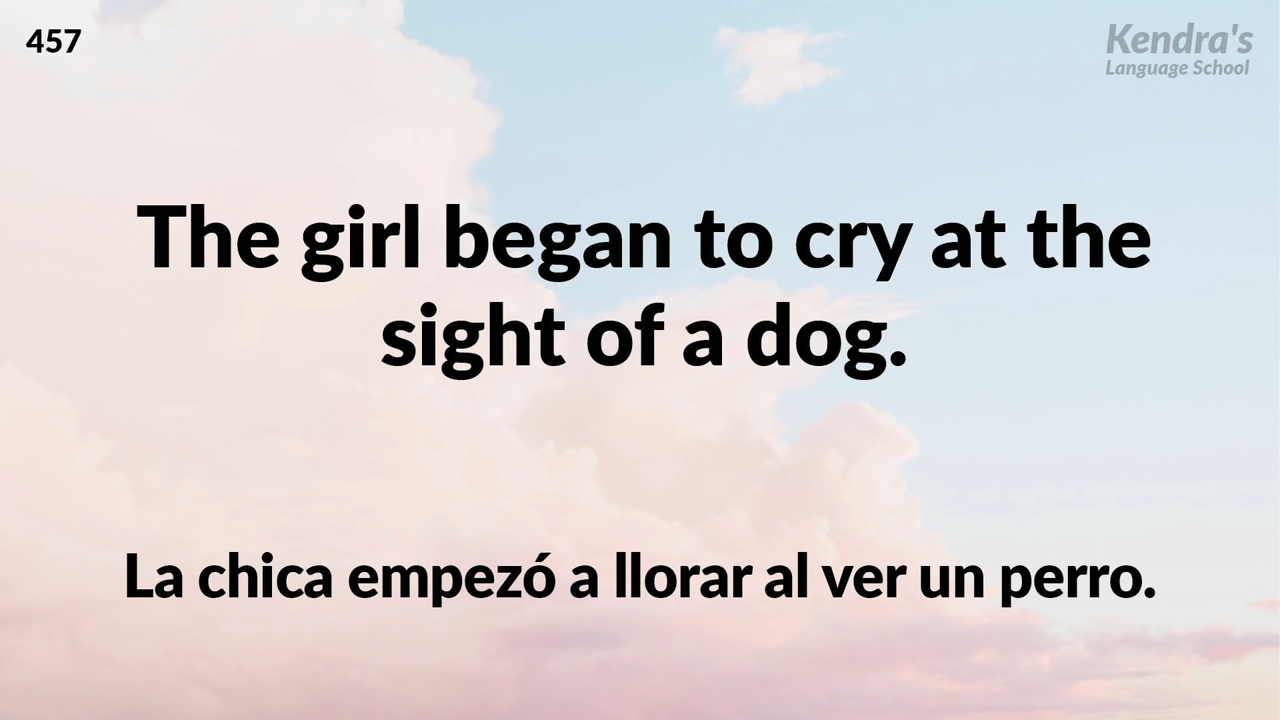 457
Kendra's
Language School
The girl began to cry at the
sight of a dog.
La chica empezó a llorar al ver un perro.